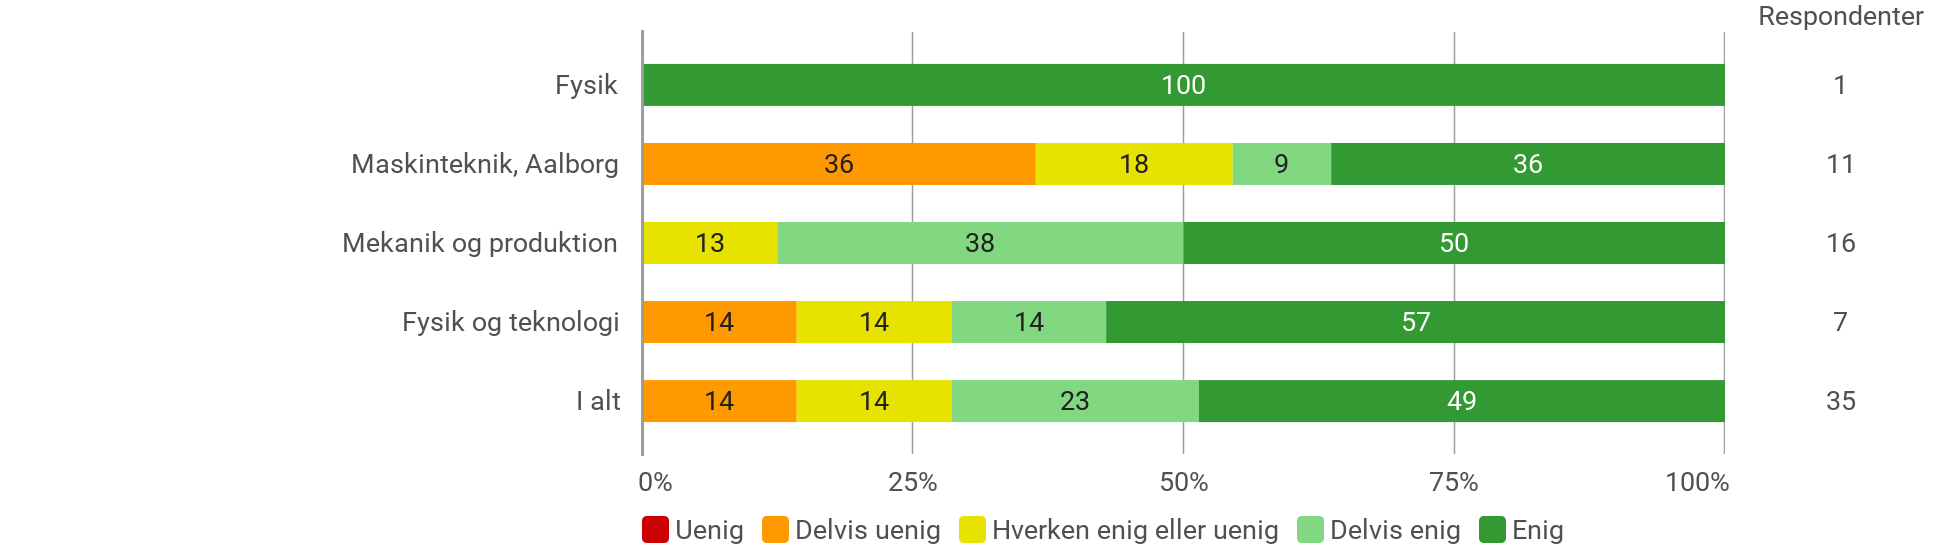 Respondenter
Fysik 100 1
Maskinteknik, Aalborg 36 18 9 36 11
Mekanik og produktion 13 38 50 16
Fysik og teknologi 14 14 14 57 7
I alt 14 14 23 49 35
0% 25% 50% 75% 100%
Uenig Delvis uenig Hverken enig eller uenig Delvis enig Enig